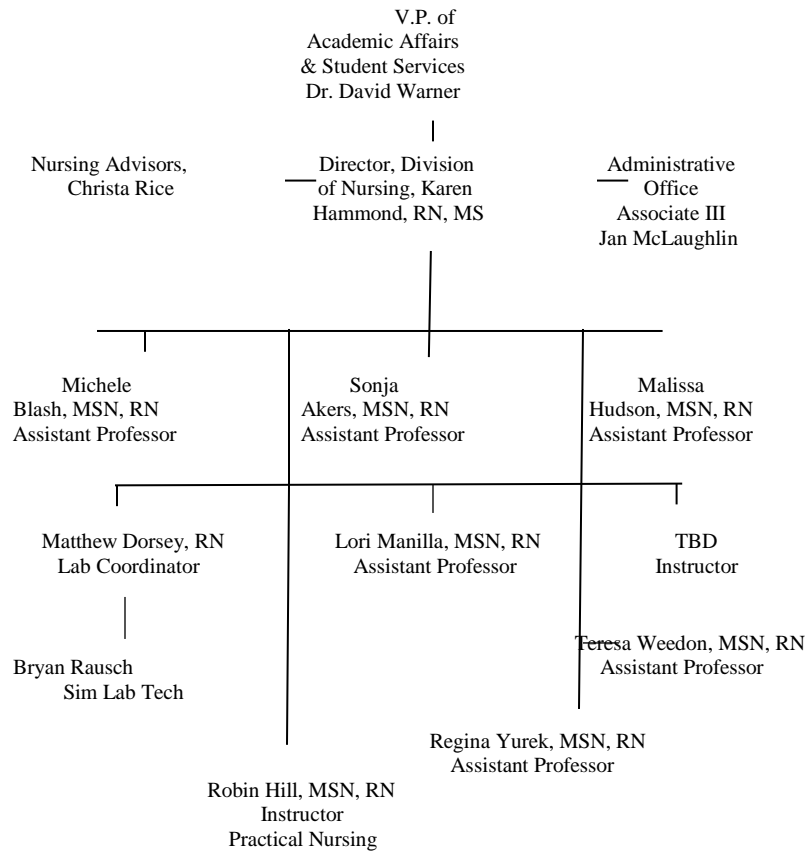 V.P. of
Academic Affairs
& Student Services
Dr. David Warner
Nursing Advisors,
Christa Rice
Director, Division
of Nursing, Karen
Hammond, RN, MS
Administrative
Office
Associate III
Jan McLaughlin
Michele
Blash, MSN, RN
Assistant Professor
Sonja
Akers, MSN, RN
Assistant Professor
Malissa
Hudson, MSN, RN
Assistant Professor
Matthew Dorsey, RN
Lab Coordinator
Lori Manilla, MSN, RN
Assistant Professor
TBD
Instructor
Bryan Rausch
Sim Lab Tech
Teresa Weedon, MSN, RN
Assistant Professor
Regina Yurek, MSN, RN
Assistant Professor
Robin Hill, MSN, RN
Instructor
Practical Nursing